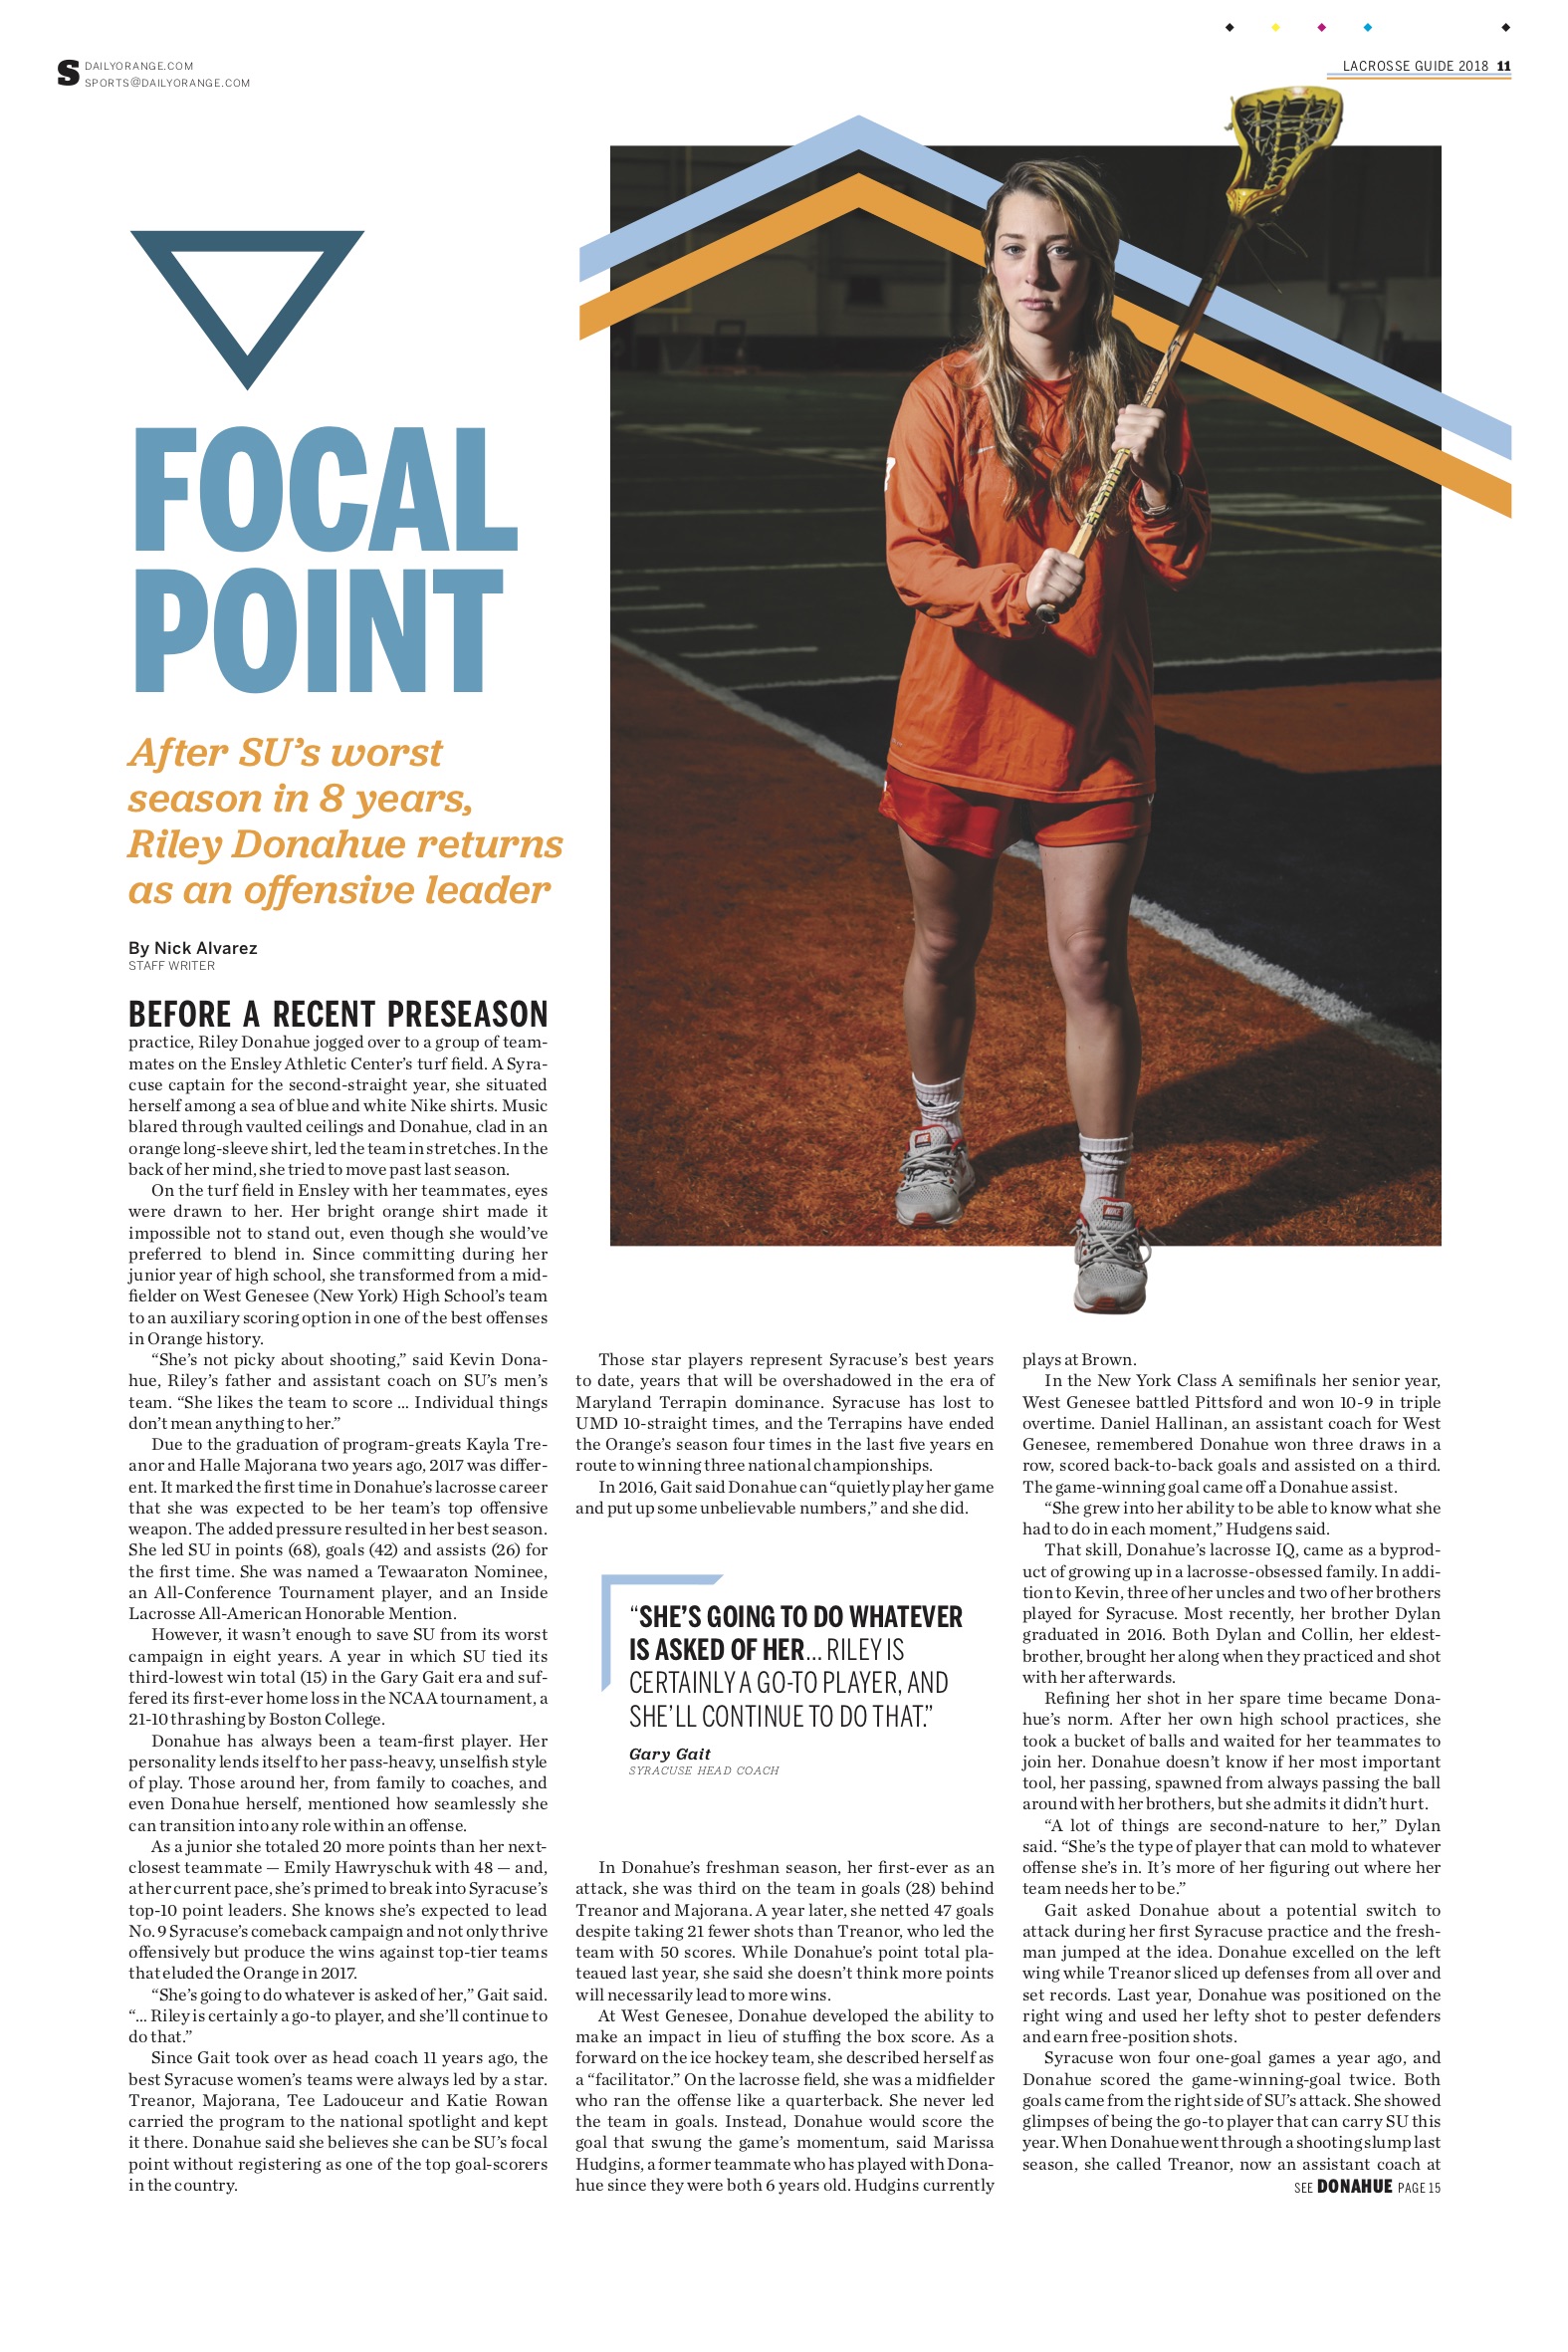 S DAILYORANGE.COM
SPORTS@DAILYORANGE.COM
LACROSSE GUIDE 2018 11
FOCAL
POINT
After SU’s worst
season in 8 years,
Riley Donahue returns
as an offensive leader
By Nick Alvarez
STAFF WRITER
BEFORE A RECENT PRESEASON
practice, Riley Donahue jogged over to a group of team-
mates on the Ensley Athletic Center’s turf field. A Syra-
cuse captain for the second-straight year, she situated
herself among a sea of blue and white Nike shirts. Music
blared through vaulted ceilings and Donahue, clad in an
orange long-sleeve shirt, led the team in stretches. In the
back of her mind, she tried to move past last season.
On the turf field in Ensley with her teammates, eyes
were drawn to her. Her bright orange shirt made it
impossible not to stand out, even though she would’ve
preferred to blend in. Since committing during her
junior year of high school, she transformed from a mid-
fielder on West Genesee (New York) High School’s team
to an auxiliary scoring option in one of the best offenses
in Orange history.
“She’s not picky about shooting,” said Kevin Dona-
hue, Riley’s father and assistant coach on SU’s men’s
team. “She likes the team to score ... Individual things
don’t mean anything to her.”
Due to the graduation of program-greats Kayla Tre-
anor and Halle Majorana two years ago, 2017 was differ-
ent. It marked the first time in Donahue’s lacrosse career
that she was expected to be her team’s top offensive
weapon. The added pressure resulted in her best season.
She led SU in points (68), goals (42) and assists (26) for
the first time. She was named a Tewaaraton Nominee,
an All-Conference Tournament player, and an Inside
Lacrosse All-American Honorable Mention.
However, it wasn’t enough to save SU from its worst
campaign in eight years. A year in which SU tied its
third-lowest win total (15) in the Gary Gait era and suf-
fered its first-ever home loss in the NCAA tournament, a
21-10 thrashing by Boston College.
Donahue has always been a team-first player. Her
personality lends itself to her pass-heavy, unselfish style
of play. Those around her, from family to coaches, and
even Donahue herself, mentioned how seamlessly she
can transition into any role within an offense.
As a junior she totaled 20 more points than her next-
closest teammate — Emily Hawryschuk with 48 — and,
at her current pace, she’s primed to break into Syracuse’s
top-10 point leaders. She knows she’s expected to lead
No. 9 Syracuse’s comeback campaign and not only thrive
offensively but produce the wins against top-tier teams
that eluded the Orange in 2017.
“She’s going to do whatever is asked of her,” Gait said.
“... Riley is certainly a go-to player, and she’ll continue to
do that.”
Since Gait took over as head coach 11 years ago, the
best Syracuse women’s teams were always led by a star.
Treanor, Majorana, Tee Ladouceur and Katie Rowan
carried the program to the national spotlight and kept
it there. Donahue said she believes she can be SU’s focal
point without registering as one of the top goal-scorers
in the country.
Those star players represent Syracuse’s best years
to date, years that will be overshadowed in the era of
Maryland Terrapin dominance. Syracuse has lost to
UMD 10-straight times, and the Terrapins have ended
the Orange’s season four times in the last five years en
route to winning three national championships.
In 2016, Gait said Donahue can “quietly play her game
and put up some unbelievable numbers,” and she did.
“SHE’S GOING TO DO WHATEVER
IS ASKED OF HER... RILEY IS
CERTAINLY A GO-TO PLAYER, AND
SHE’LL CONTINUE TO DO THAT.”
Gary Gait
SYRACUSE HEAD COACH
In Donahue’s freshman season, her first-ever as an
attack, she was third on the team in goals (28) behind
Treanor and Majorana. A year later, she netted 47 goals
despite taking 21 fewer shots than Treanor, who led the
team with 50 scores. While Donahue’s point total pla-
teaued last year, she said she doesn’t think more points
will necessarily lead to more wins.
At West Genesee, Donahue developed the ability to
make an impact in lieu of stuffing the box score. As a
forward on the ice hockey team, she described herself as
a “facilitator.” On the lacrosse field, she was a midfielder
who ran the offense like a quarterback. She never led
the team in goals. Instead, Donahue would score the
goal that swung the game’s momentum, said Marissa
Hudgins, a former teammate who has played with Dona-
hue since they were both 6 years old. Hudgins currently
plays at Brown.
In the New York Class A semifinals her senior year,
West Genesee battled Pittsford and won 10-9 in triple
overtime. Daniel Hallinan, an assistant coach for West
Genesee, remembered Donahue won three draws in a
row, scored back-to-back goals and assisted on a third.
The game-winning goal came off a Donahue assist.
“She grew into her ability to be able to know what she
had to do in each moment,” Hudgens said.
That skill, Donahue’s lacrosse IQ, came as a byprod-
uct of growing up in a lacrosse-obsessed family. In addi-
tion to Kevin, three of her uncles and two of her brothers
played for Syracuse. Most recently, her brother Dylan
graduated in 2016. Both Dylan and Collin, her eldest-
brother, brought her along when they practiced and shot
with her afterwards.
Refining her shot in her spare time became Dona-
hue’s norm. After her own high school practices, she
took a bucket of balls and waited for her teammates to
join her. Donahue doesn’t know if her most important
tool, her passing, spawned from always passing the ball
around with her brothers, but she admits it didn’t hurt.
“A lot of things are second-nature to her,” Dylan
said. “She’s the type of player that can mold to whatever
offense she’s in. It’s more of her figuring out where her
team needs her to be.”
Gait asked Donahue about a potential switch to
attack during her first Syracuse practice and the fresh-
man jumped at the idea. Donahue excelled on the left
wing while Treanor sliced up defenses from all over and
set records. Last year, Donahue was positioned on the
right wing and used her lefty shot to pester defenders
and earn free-position shots.
Syracuse won four one-goal games a year ago, and
Donahue scored the game-winning-goal twice. Both
goals came from the right side of SU’s attack. She showed
glimpses of being the go-to player that can carry SU this
year. When Donahue went through a shooting slump last
season, she called Treanor, now an assistant coach at
SEE DONAHUE PAGE 15